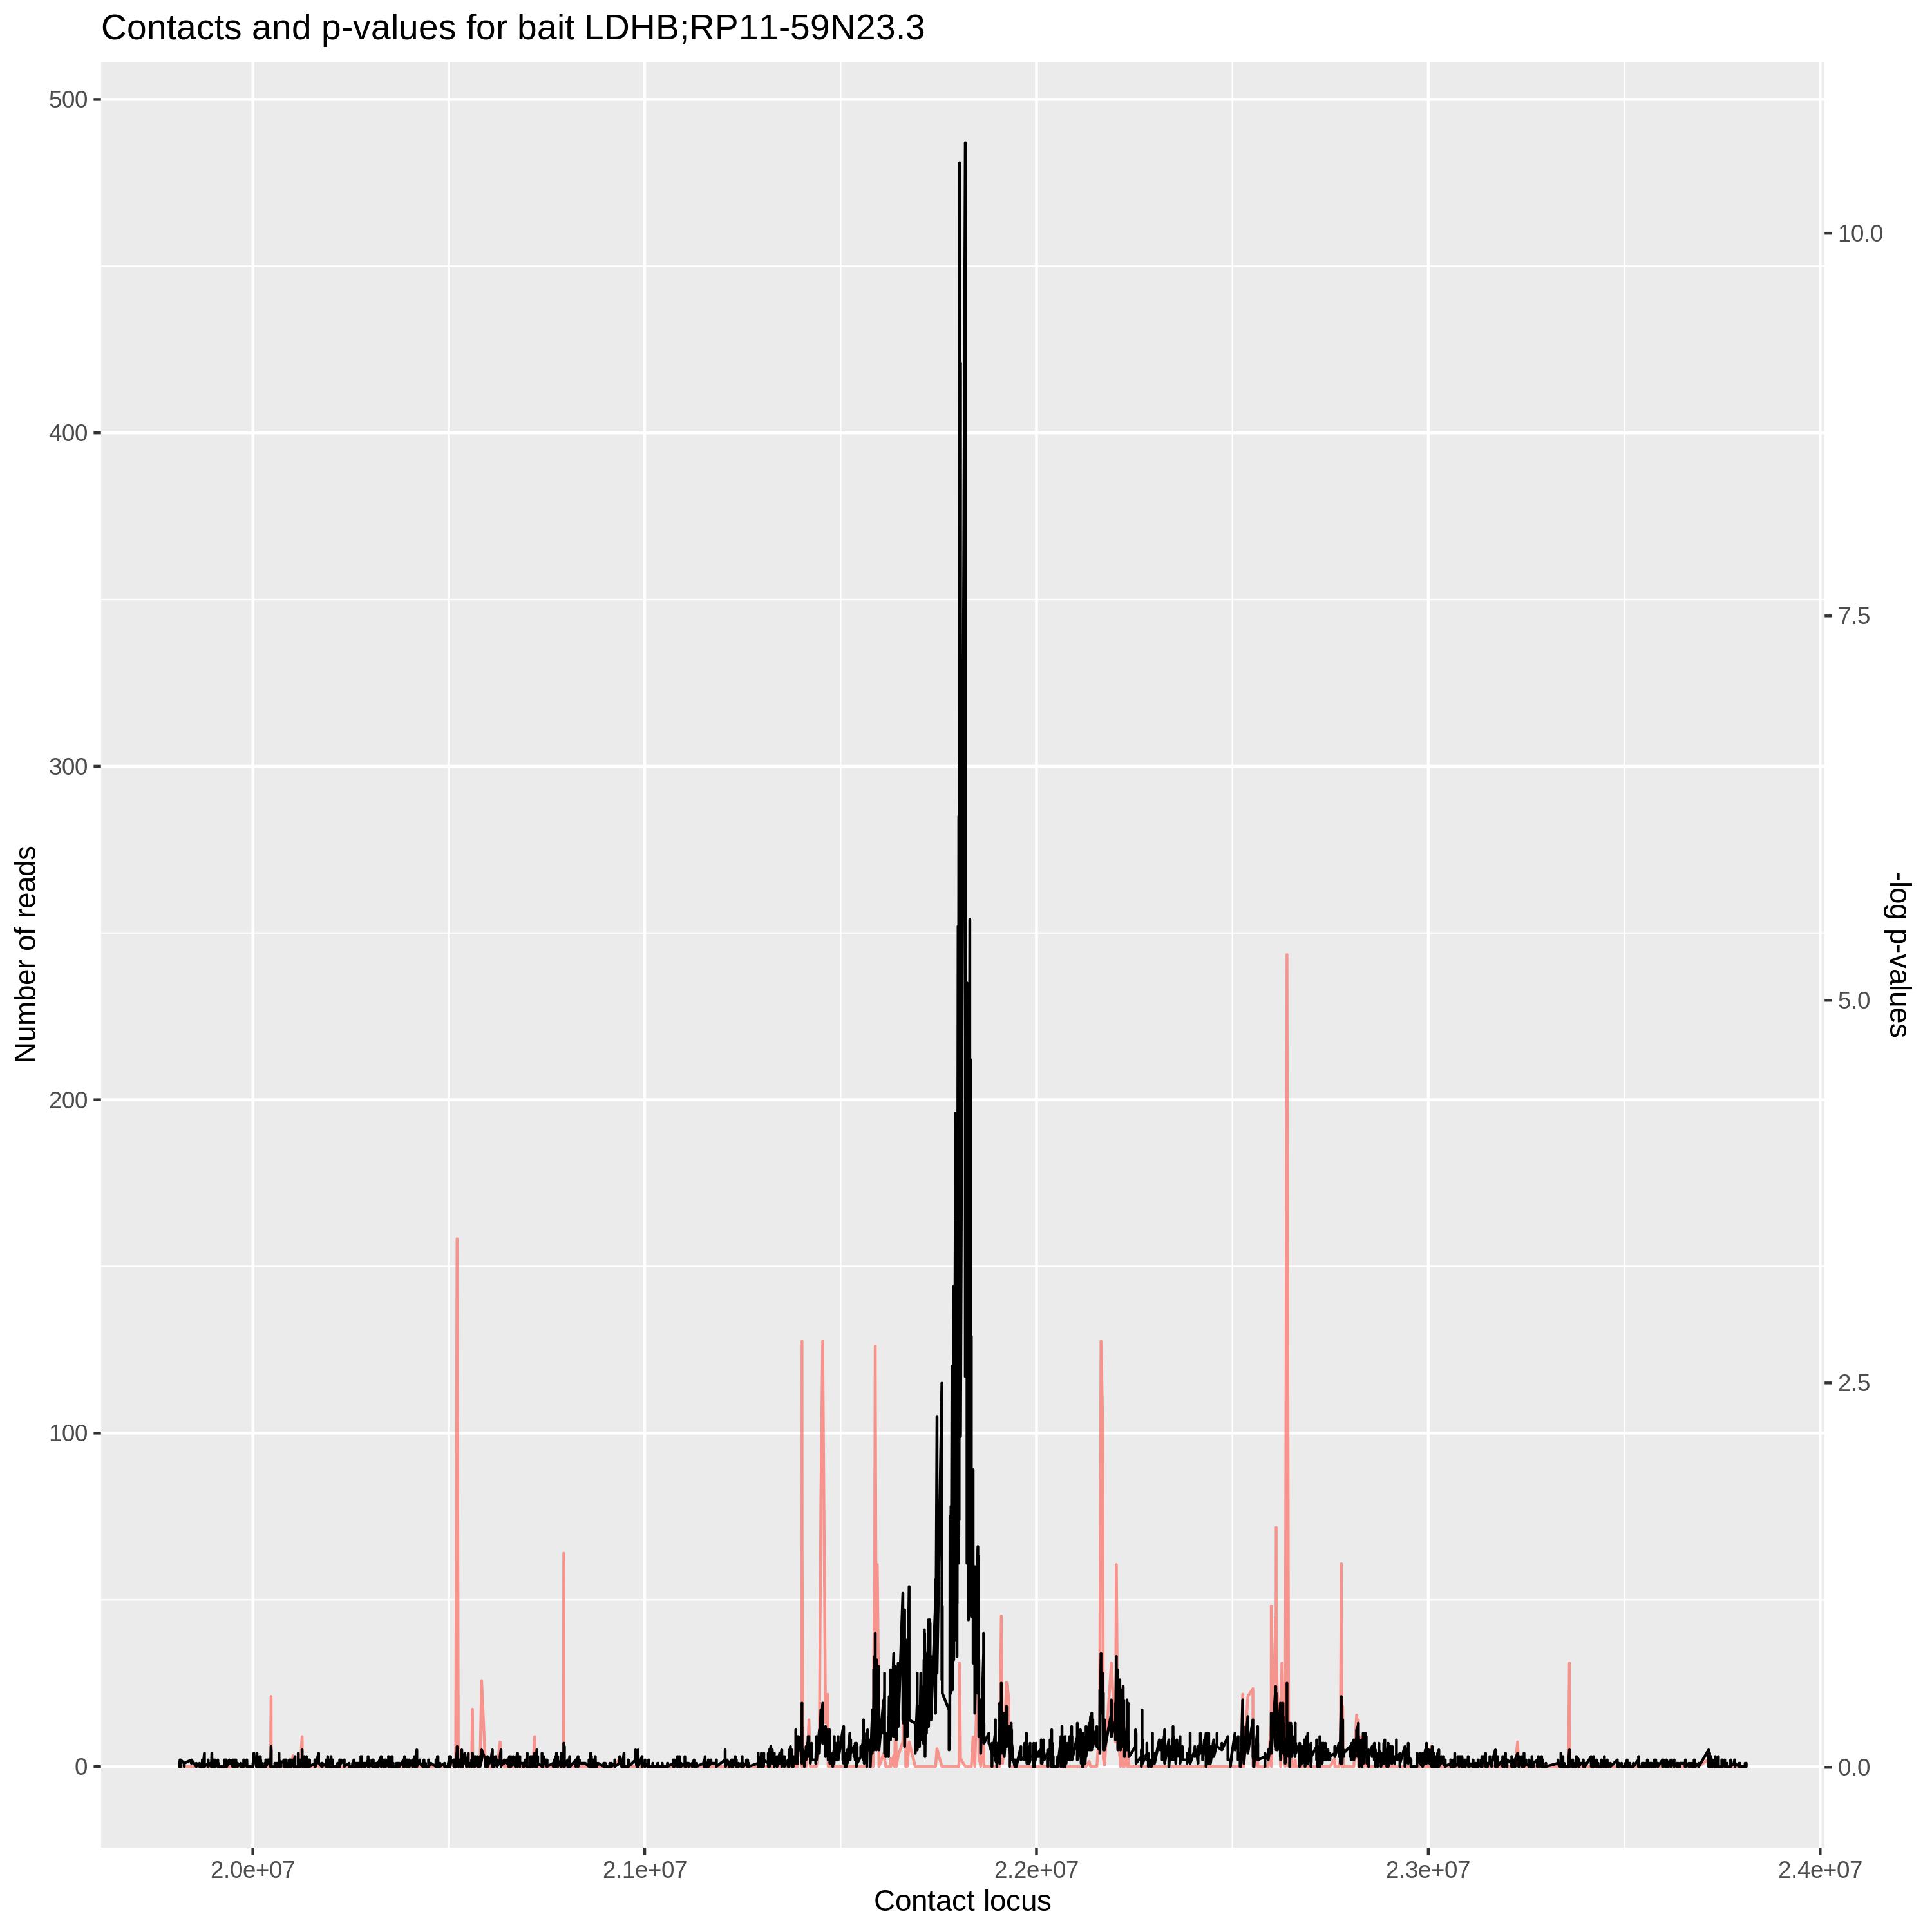 Contacts and p-values for bait LDHB;RP11-59N23.3
500
400
300
200
100
0
Number of reads
10.0
7.5
5.0
2.5
0.0
-log p-values
2.0e+07
2.1e+07
2.2e+07
2.3e+07
2.4e+07
Contact locus